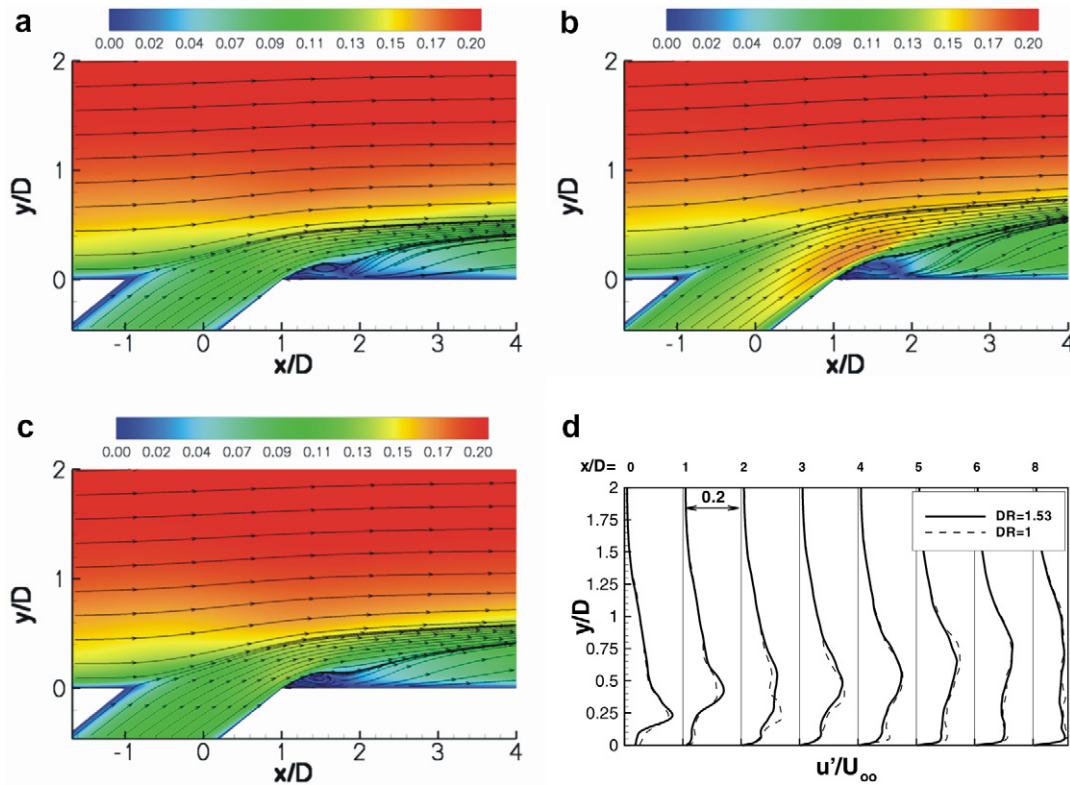 a
0.00 0.02 0.04 0.07 0.09 0.11 0.13 0.15 0.17 0.20
2
1
0
y/D
-1 0 1 2 3 4
x/D
b
0.00 0.02 0.04 0.07 0.09 0.11 0.13 0.15 0.17 0.20
2
1
0
y/D
-1 0 1 2 3 4
x/D
c
0.00 0.02 0.04 0.07 0.09 0.11 0.13 0.15 0.17 0.20
2
1
0
y/D
-1 0 1 2 3 4
x/D
d
x/D= 0 1 2 3 4 5 6 8
2
1.75
1.5
1.25
1
0.75
0.5
0.25
0
y/D
0.2
DR=1.53
DR=1
u'/U∞